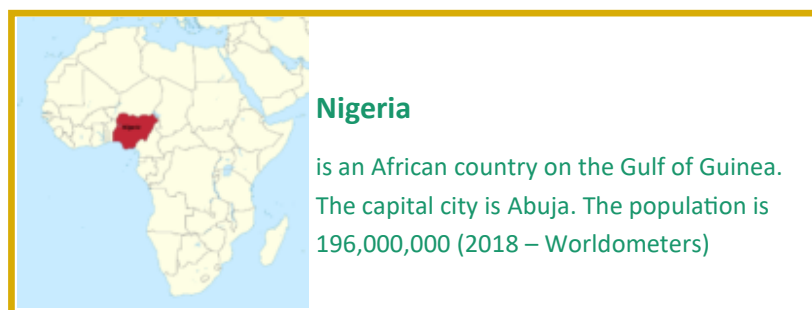 Nigeria
is an African country on the Gulf of Guinea.
The capital city is Abuja. The population is
196,000,000 (2018 – Worldometers)
Nigeria